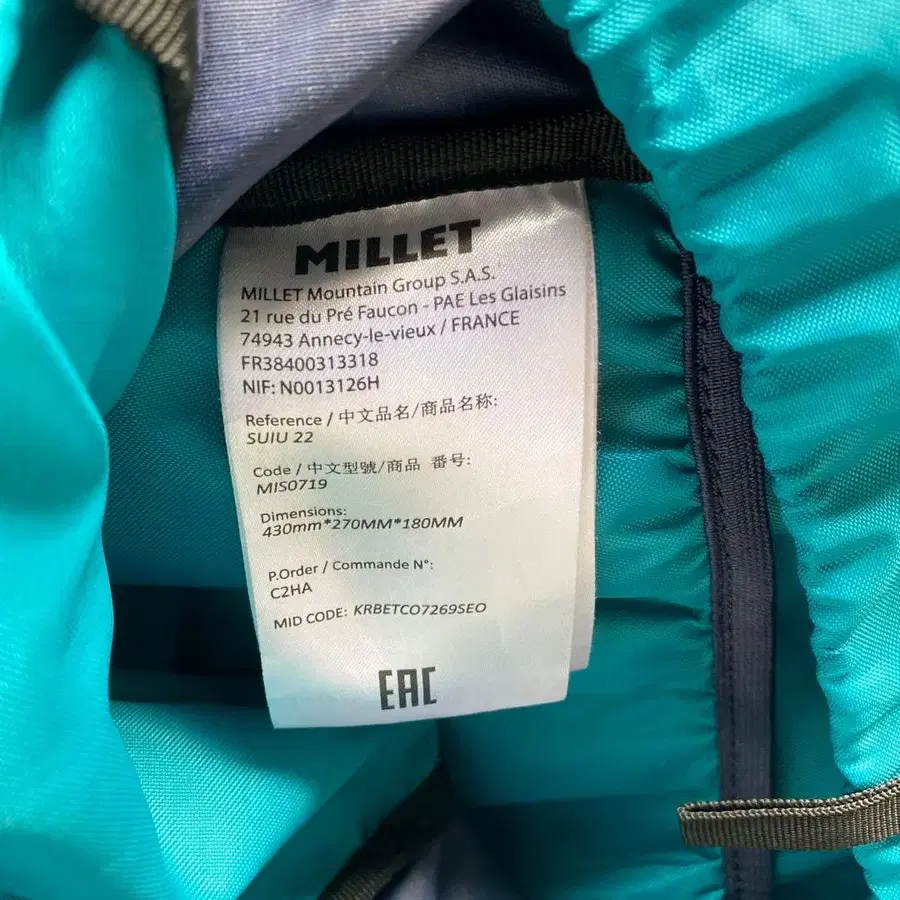 MILLET
MILLET Mountain Group S.A.S.
21 rue du Pré Faucon - PAE Les Glaisins
74943 Annecy-le-vieux / FRANCE
FR38400313318
NIF: N0013126H
Reference / 中文品名/商品名称:
SUIU 22
Code / 中文型號/商品 番号:
MIS0719
Dimensions:
430mm*270MM*180MM
P.Order / Commande N°:
C2HA
MID CODE: KRBETCO7269SEO
EAC